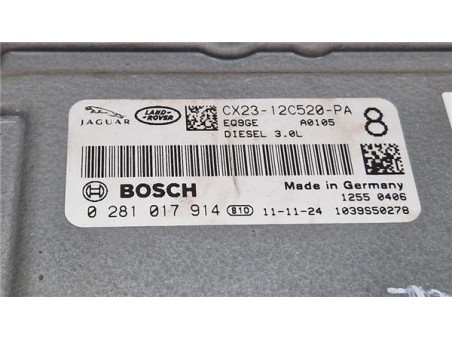 JAGUAR
LAND-
ROVER
CX23-12C520-PA
EQ9GE A0105
DIESEL 3.0L
8
BOSCH
Made in Germany
1255 0406
0 281 017 914 B10 11-11-24 1039S50278